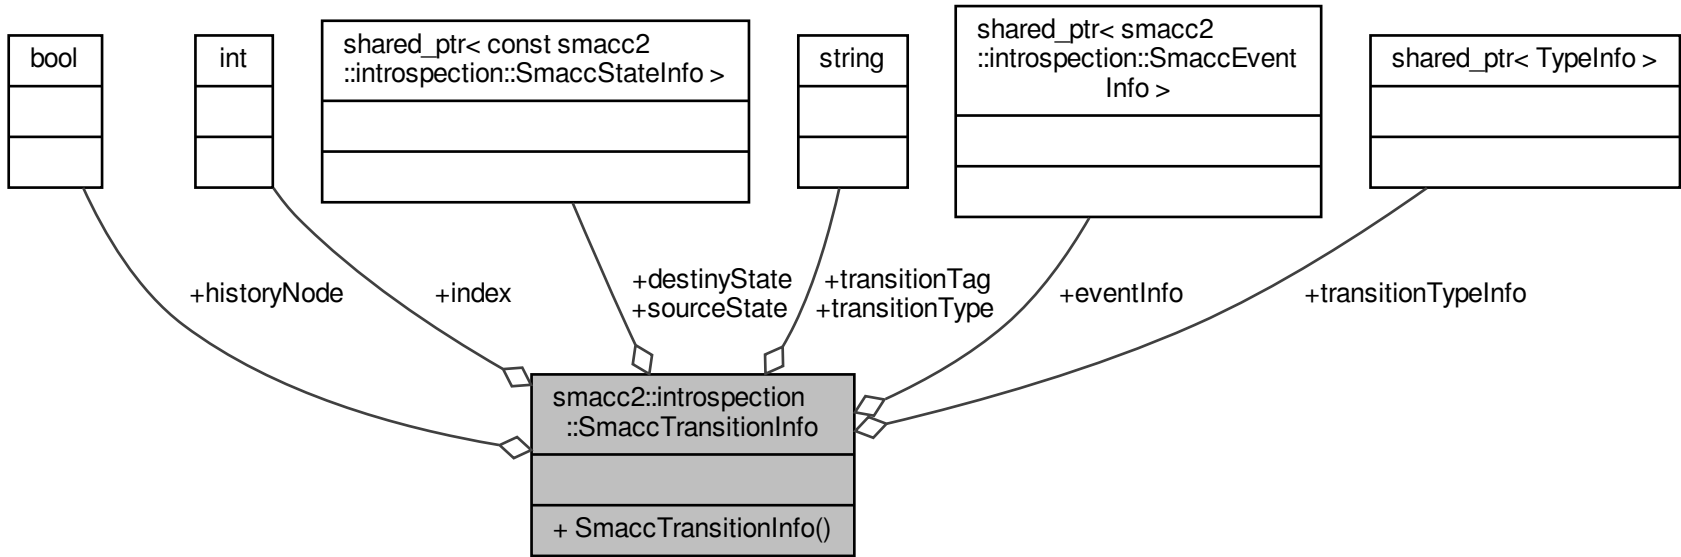 bool
int
shared_ptr< const smacc2
::introspection::SmaccStateInfo >
string
shared_ptr< smacc2
::introspection::SmaccEvent
Info >
shared_ptr< TypeInfo >
+historyNode
+index
+destinyState
+sourceState
+transitionTag
+transitionType
+eventInfo
+transitionTypeInfo
smacc2::introspection
::SmaccTransitionInfo
+ SmaccTransitionInfo()